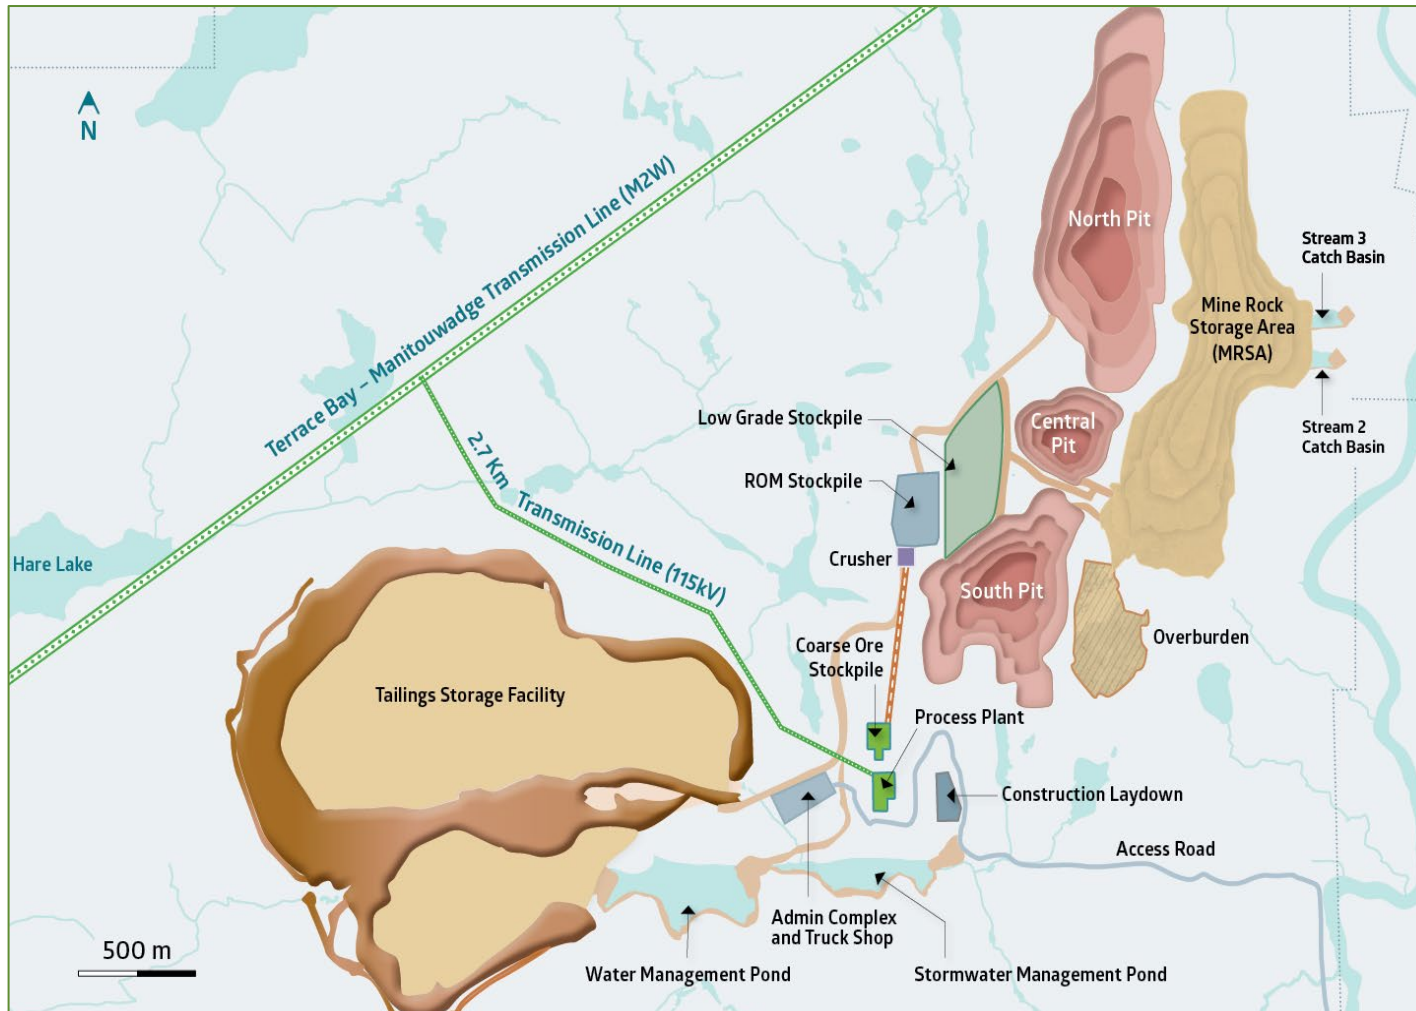 N
Terrace Bay – Manitouwadge Transmission Line (M2W)
North Pit
Stream 3
Catch Basin
Mine Rock
Storage Area
(MRSA)
Low Grade Stockpile
Central
Pit
Stream 2
Catch Basin
2.7 Km Transmission Line (115kV)
ROM Stockpile
Hare Lake
Crusher
South Pit
Overburden
Coarse Ore
Stockpile
Tailings Storage Facility
Process Plant
Construction Laydown
Access Road
500 m
Admin Complex
and Truck Shop
Water Management Pond
Stormwater Management Pond